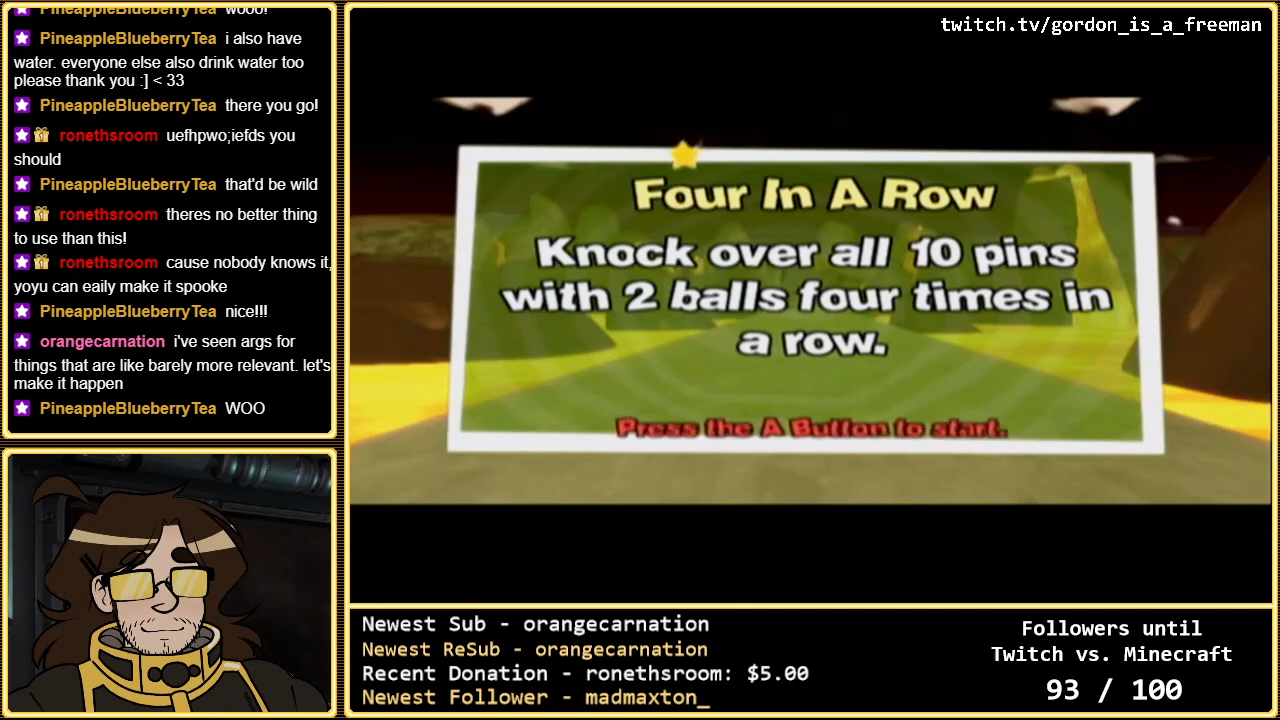 PineappleBlueberryTea wooo!
PineappleBlueberryTea i also have
water. everyone else also drink water too
please thank you :] < 33
PineappleBlueberryTea there you go!
ronethsroom uefhpwo;iefds you
should
PineappleBlueberryTea that'd be wild
ronethsroom theres no better thing
to use than this!
ronethsroom cause nobody knows it,
yoyu can eaily make it spooke
PineappleBlueberryTea nice!!!
orangecarnation i've seen args for
things that are like barely more relevant. let's
make it happen
PineappleBlueberryTea WOO
twitch.tv/gordon_is_a_freeman
Four In A Row
Knock over all 10 pins
with 2 balls four times in
a row.
Press the A Button to start.
Newest Sub - orangecarnation
Newest ReSub - orangecarnation
Recent Donation - ronethsroom: $5.00
Newest Follower - madmaxton_
Followers until
Twitch vs. Minecraft
93 / 100